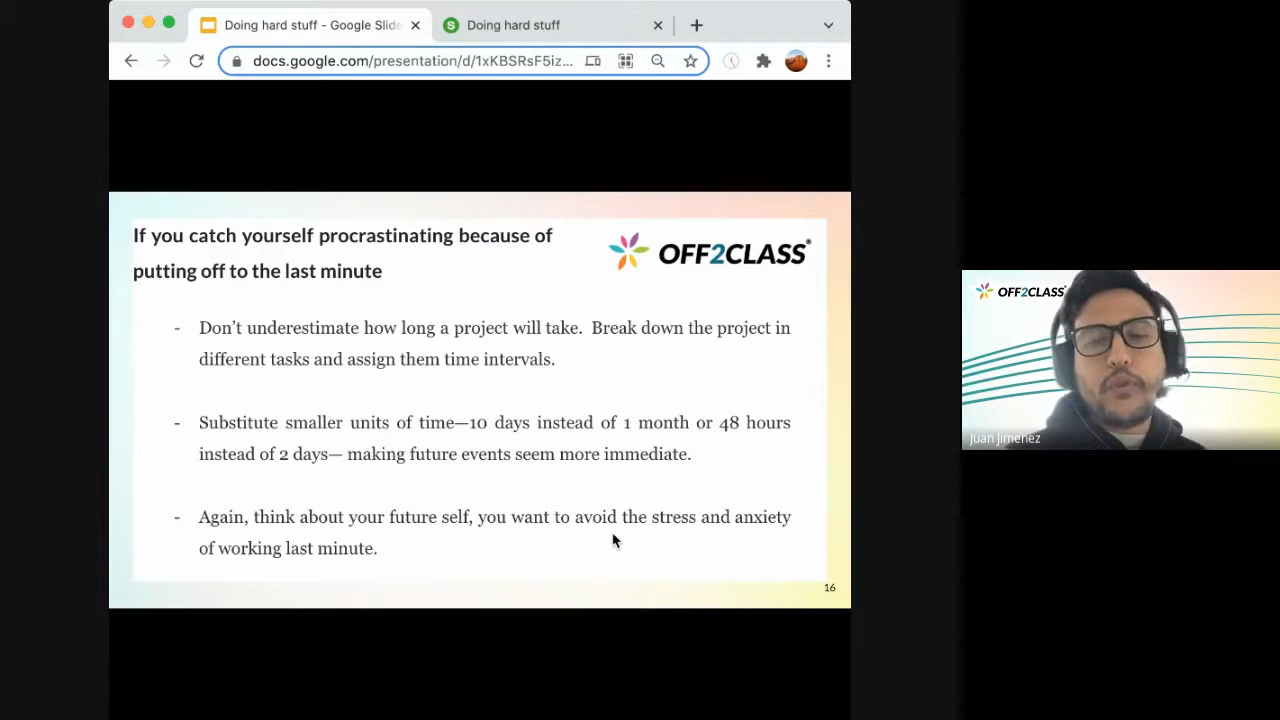 Doing hard stuff - Google Slide
Doing hard stuff
docs.google.com/presentation/d/1xKBSRsF5iz...
If you catch yourself procrastinating because of
putting off to the last minute
OFF2CLASS®
- Don’t underestimate how long a project will take. Break down the project in
different tasks and assign them time intervals.
- Substitute smaller units of time—10 days instead of 1 month or 48 hours
instead of 2 days— making future events seem more immediate.
- Again, think about your future self, you want to avoid the stress and anxiety
of working last minute.
16
OFF2CLASS
Juan Jimenez